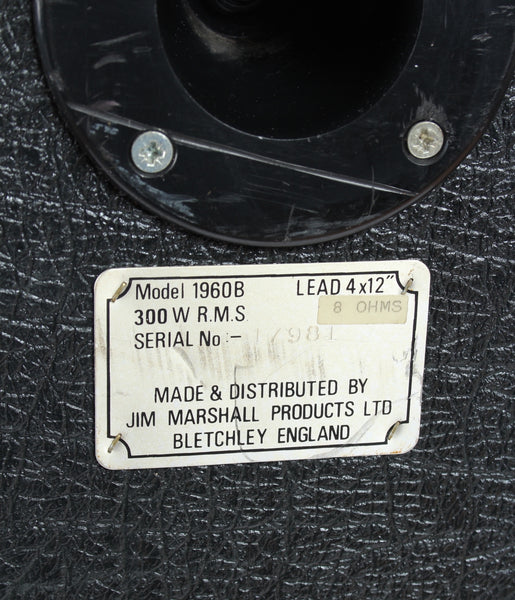 Model 1960B LEAD 4x12"
300 W R.M.S 8 OHMS
SERIAL No:-
MADE & DISTRIBUTED BY
JIM MARSHALL PRODUCTS LTD
BLETCHLEY ENGLAND